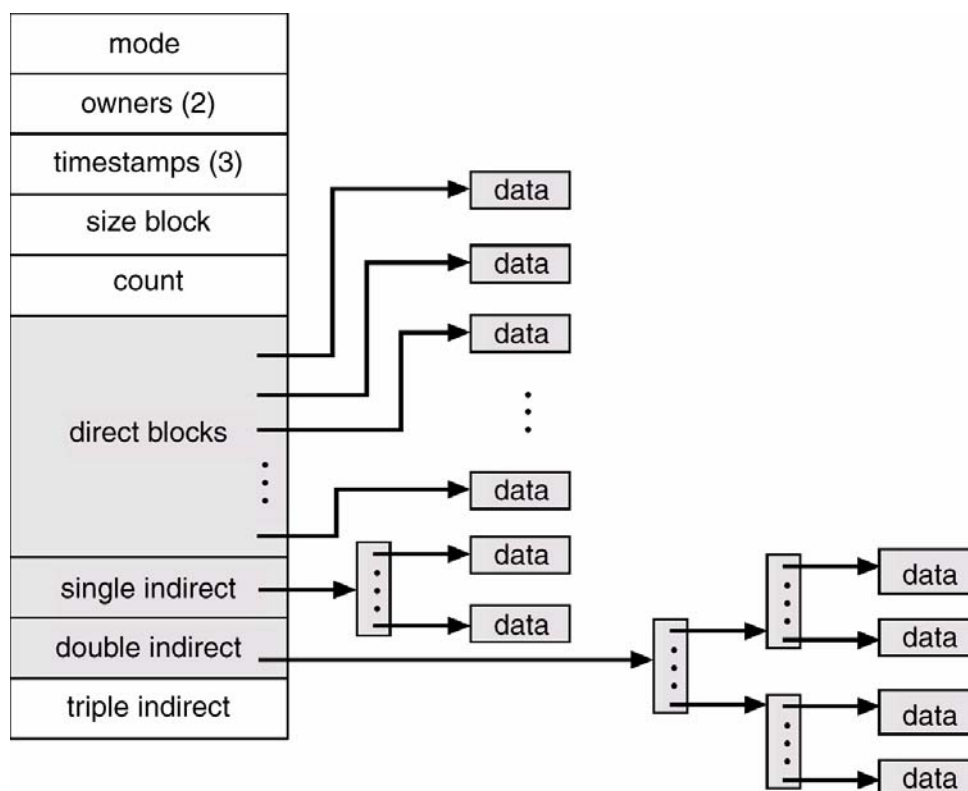 mode
owners (2)
timestamps (3)
size block
count
direct blocks
single indirect
double indirect
triple indirect
data
data
data
data
data
data
data
data
data
data